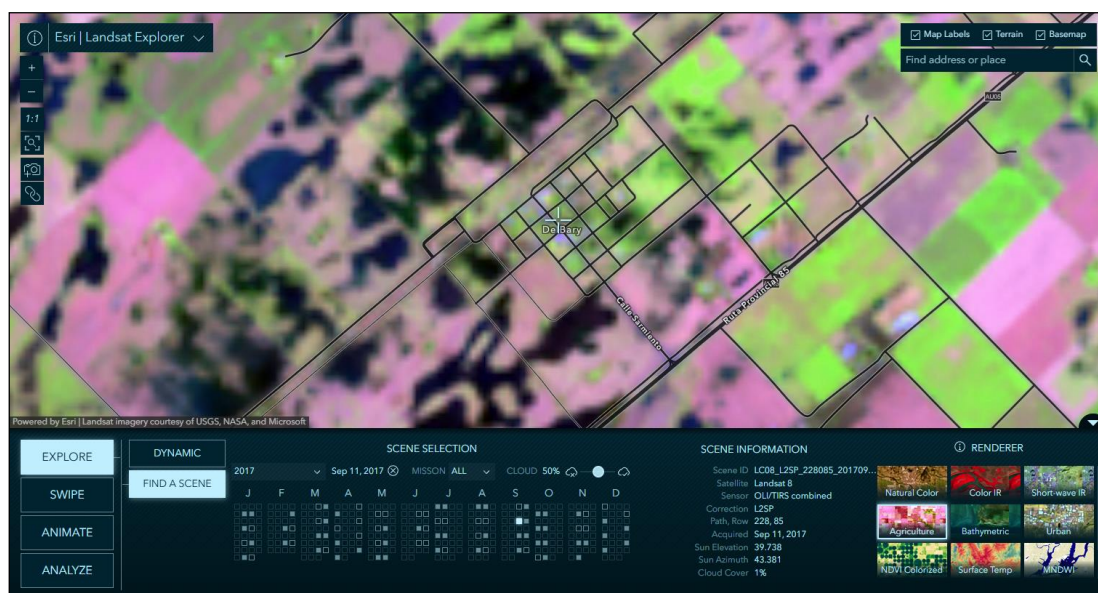 Esri | Landsat Explorer
Map Labels Terrain Basemap
Find address or place
+
−
1:1
AU05
De Bary
Ruta Provincial 85
Calle Sarmiento
Powered by Esri | Landsat imagery courtesy of USGS, NASA, and Microsoft
EXPLORE
SWIPE
ANIMATE
ANALYZE
DYNAMIC
FIND A SCENE
SCENE SELECTION
2017 Sep 11, 2017 MISSON ALL CLOUD 50%
J F M A M J J A S O N D
SCENE INFORMATION
Scene ID LC08_L2SP_228085_201709...
Satellite Landsat 8
Sensor OLI/TIRS combined
Correction L2SP
Path, Row 228, 85
Acquired Sep 11, 2017
Sun Elevation 39.738
Sun Azimuth 43.381
Cloud Cover 1%
RENDERER
Natural Color Color IR Short-wave IR
Agriculture Bathymetric Urban
NDVI Colorized Surface Temp MNDWI